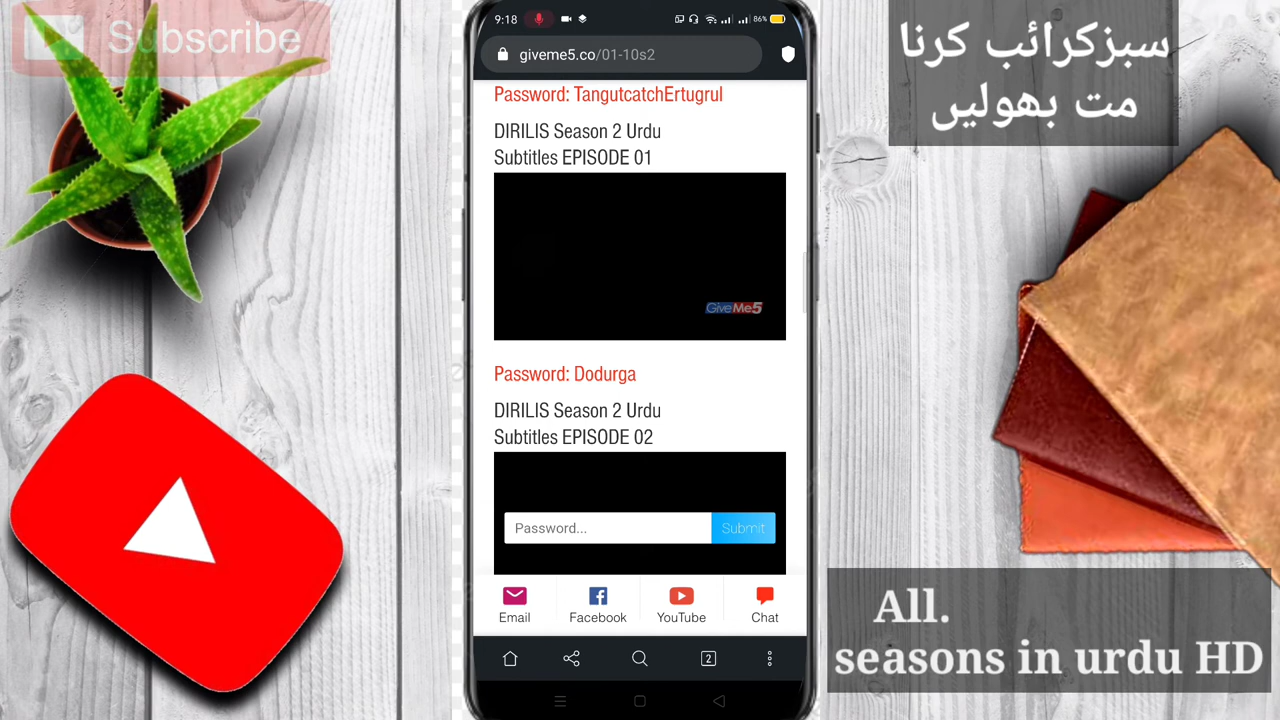 Subscribe
9:18
86%
giveme5.co/01-10s2
Password: TangutcatchErtugrul
DIRILIS Season 2 Urdu
Subtitles EPISODE 01
GiveMe5
Password: Dodurga
DIRILIS Season 2 Urdu
Subtitles EPISODE 02
Password...
Submit
Email
Facebook
YouTube
Chat
2
سبزکرائب کرنا
مت بھولیں
All.
seasons in urdu HD